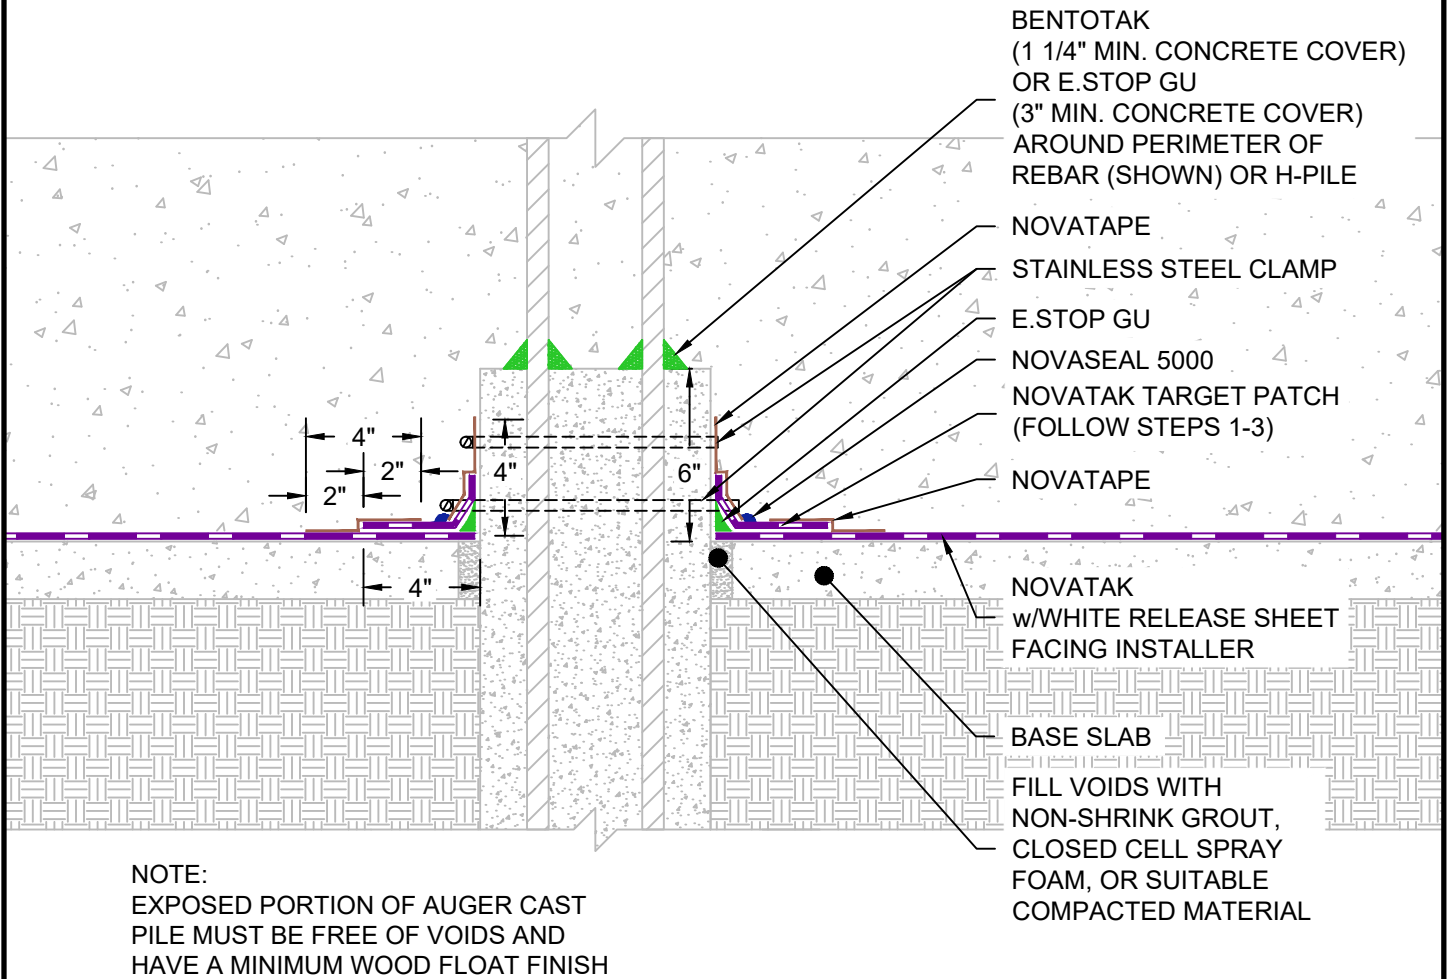 BENTOTAK
(1 1/4" MIN. CONCRETE COVER)
OR E.STOP GU
(3" MIN. CONCRETE COVER)
AROUND PERIMETER OF
REBAR (SHOWN) OR H-PILE
NOVATAPE
STAINLESS STEEL CLAMP
E.STOP GU
NOVASEAL 5000
NOVATAK TARGET PATCH
(FOLLOW STEPS 1-3)
NOVATAPE
4"
2"
2"
4"
6"
4"
NOVATAK
w/WHITE RELEASE SHEET
FACING INSTALLER
BASE SLAB
FILL VOIDS WITH
NON-SHRINK GROUT,
CLOSED CELL SPRAY
FOAM, OR SUITABLE
COMPACTED MATERIAL
NOTE:
EXPOSED PORTION OF AUGER CAST
PILE MUST BE FREE OF VOIDS AND
HAVE A MINIMUM WOOD FLOAT FINISH